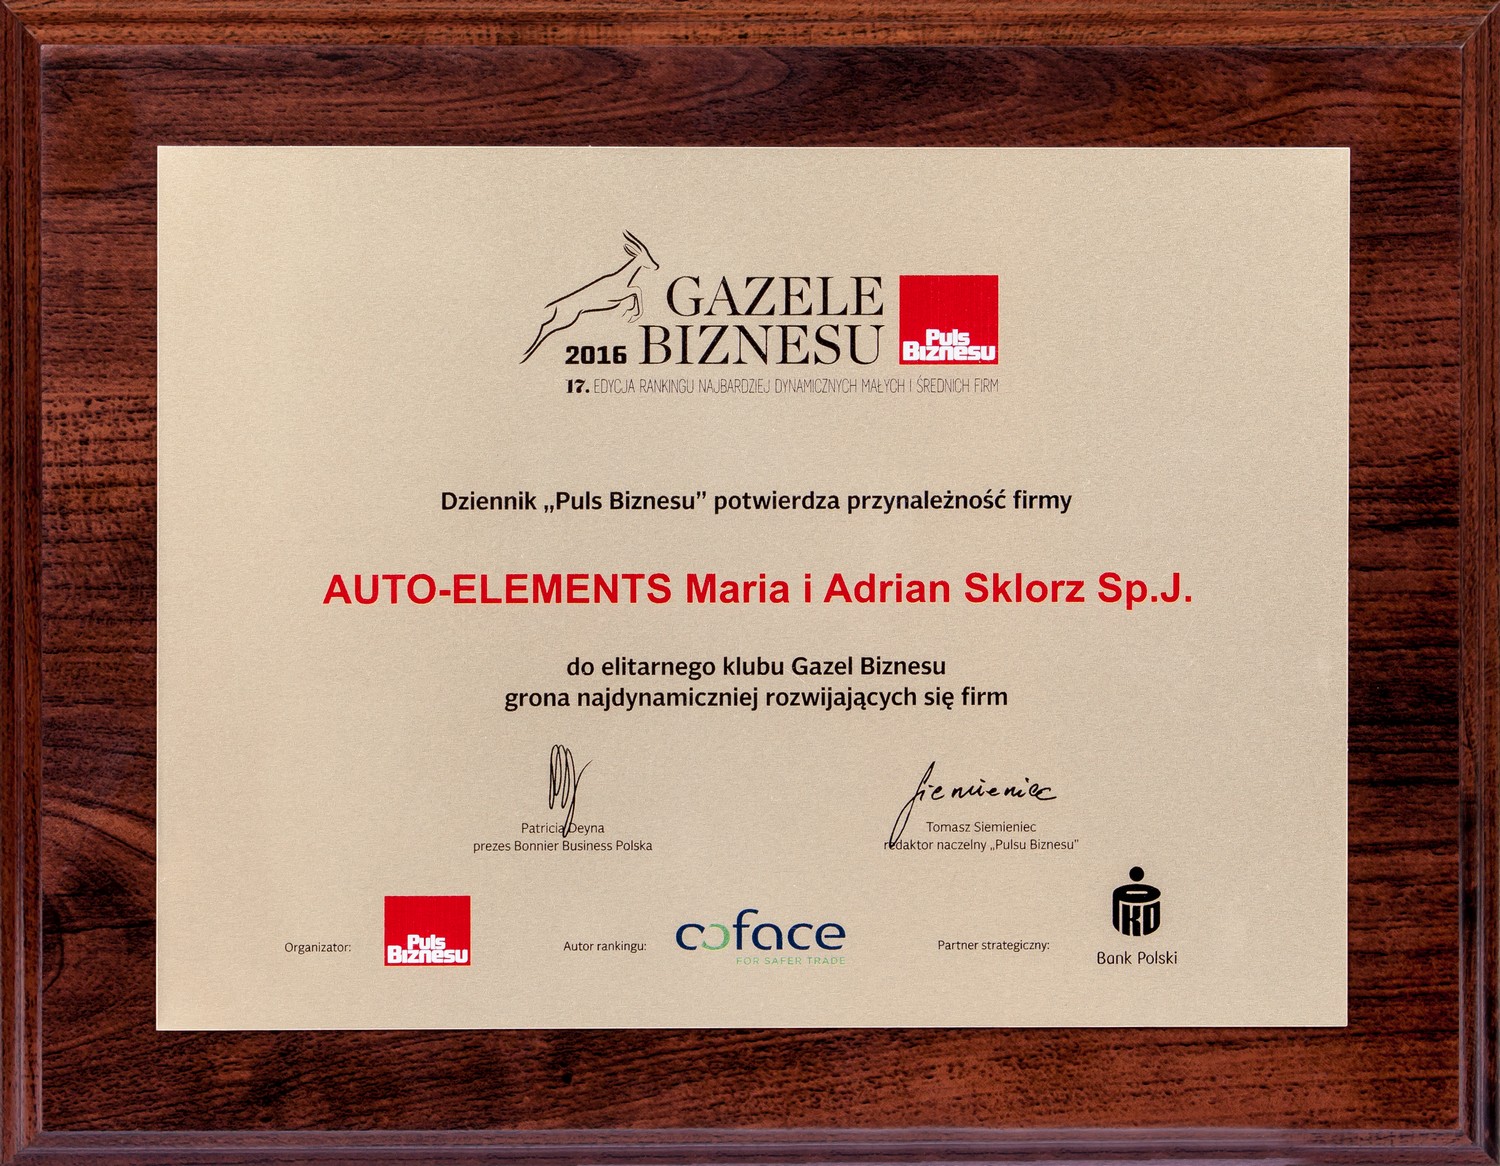 GAZELE
2016 BIZNESU
Puls
Biznesu
17. EDYCJA RANKINGU NAJBARDZIEJ DYNAMICZNYCH MAŁYCH I ŚREDNICH FIRM
Dziennik „Puls Biznesu” potwierdza przynależność firmy
AUTO-ELEMENTS Maria i Adrian Sklorz Sp.J.
do elitarnego klubu Gazel Biznesu
grona najdynamiczniej rozwijających się firm
Siemieniec
Patricia Deyna
prezes Bonnier Business Polska
Tomasz Siemieniec
redaktor naczelny „Pulsu Biznesu”
Organizator:
Puls
Biznesu
Autor rankingu:
coface
FOR SAFER TRADE
Partner strategiczny:
PKO
Bank Polski